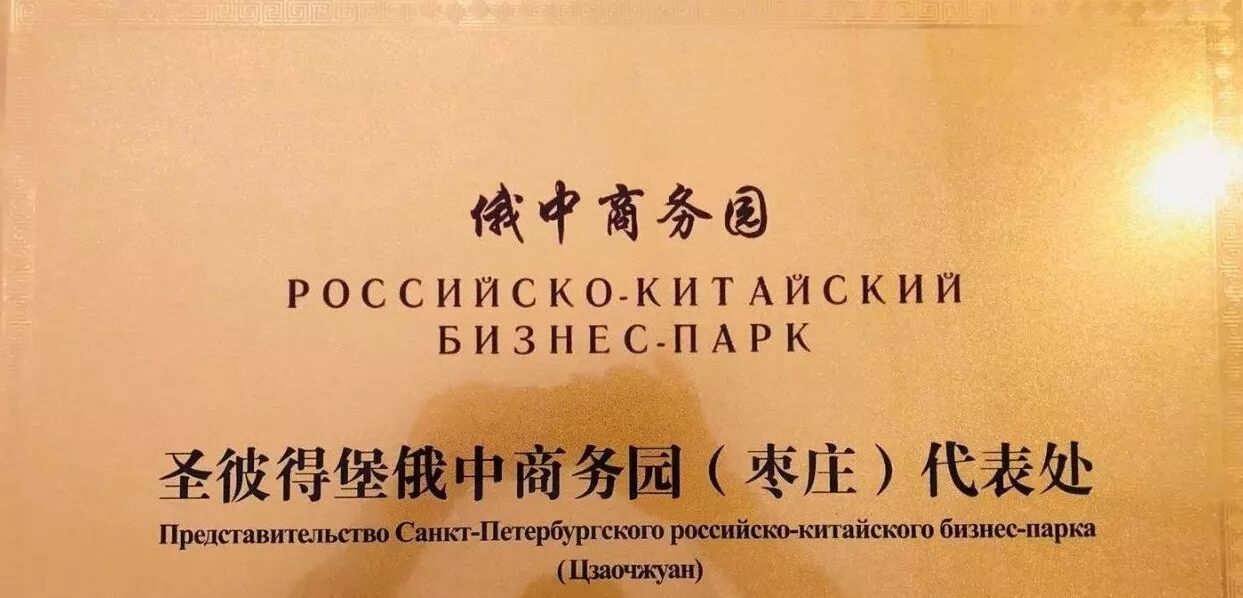 俄中商务园
РОССИЙСКО-КИТАЙСКИЙ
БИЗНЕС-ПАРК
圣彼得堡俄中商务园（枣庄）代表处
Представительство Санкт-Петербургского российско-китайского бизнес-парка
(Цзаочжуан)